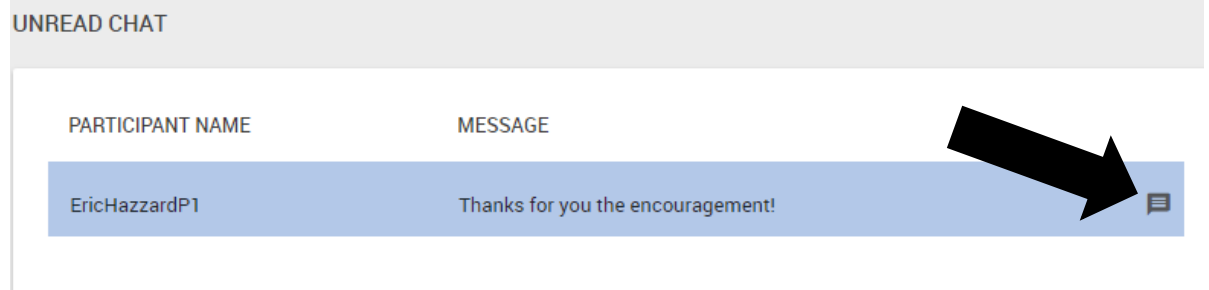 UNREAD CHAT
PARTICIPANT NAME MESSAGE
EricHazzardP1 Thanks for you the encouragement!